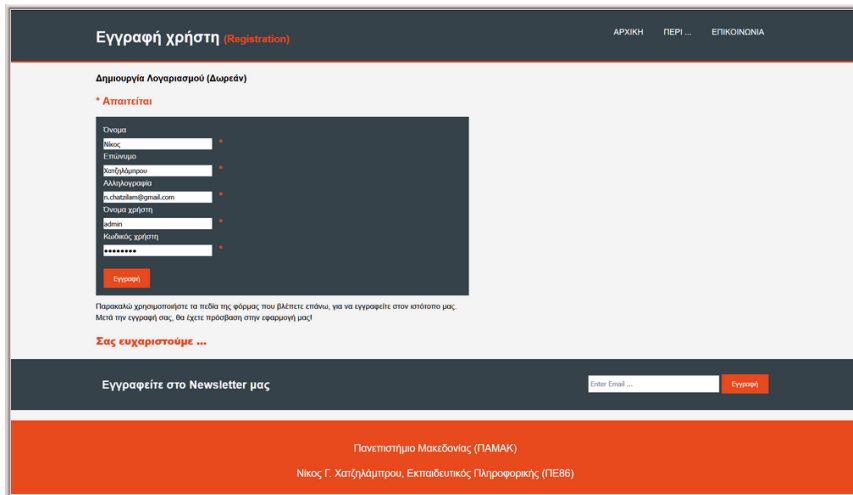 Εγγραφή χρήστη (Registration)
ΑΡΧΙΚΗ ΠΕΡΙ ... ΕΠΙΚΟΙΝΩΝΙΑ
Δημιουργία Λογαριασμού (Δωρεάν)
* Απαιτείται
Όνομα
Νίκος *
Επώνυμο
Χατζηλάμπρου *
Αλληλογραφία
n.chatzilam@gmail.com *
Όνομα χρήστη
admin *
Κωδικός χρήστη
•••••••• *
Εγγραφή
Παρακαλώ χρησιμοποιήστε τα πεδία της φόρμας που βλέπετε επάνω, για να εγγραφείτε στον ιστότοπο μας.
Μετά την εγγραφή σας, θα έχετε πρόσβαση στην εφαρμογή μας!
Σας ευχαριστούμε ...
Εγγραφείτε στο Newsletter μας
Enter Email ... Εγγραφή
Πανεπιστήμιο Μακεδονίας (ΠΑΜΑΚ)
Νίκος Γ. Χατζηλάμπρου, Εκπαιδευτικός Πληροφορικής (ΠΕ86)